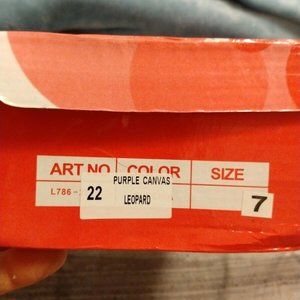 ART NO COLOR SIZE
L786- 22 PURPLE CANVAS
LEOPARD 7